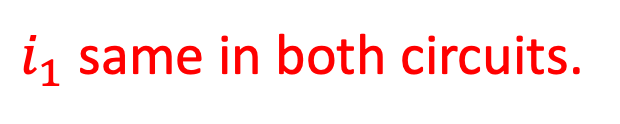 i₁ same in both circuits.